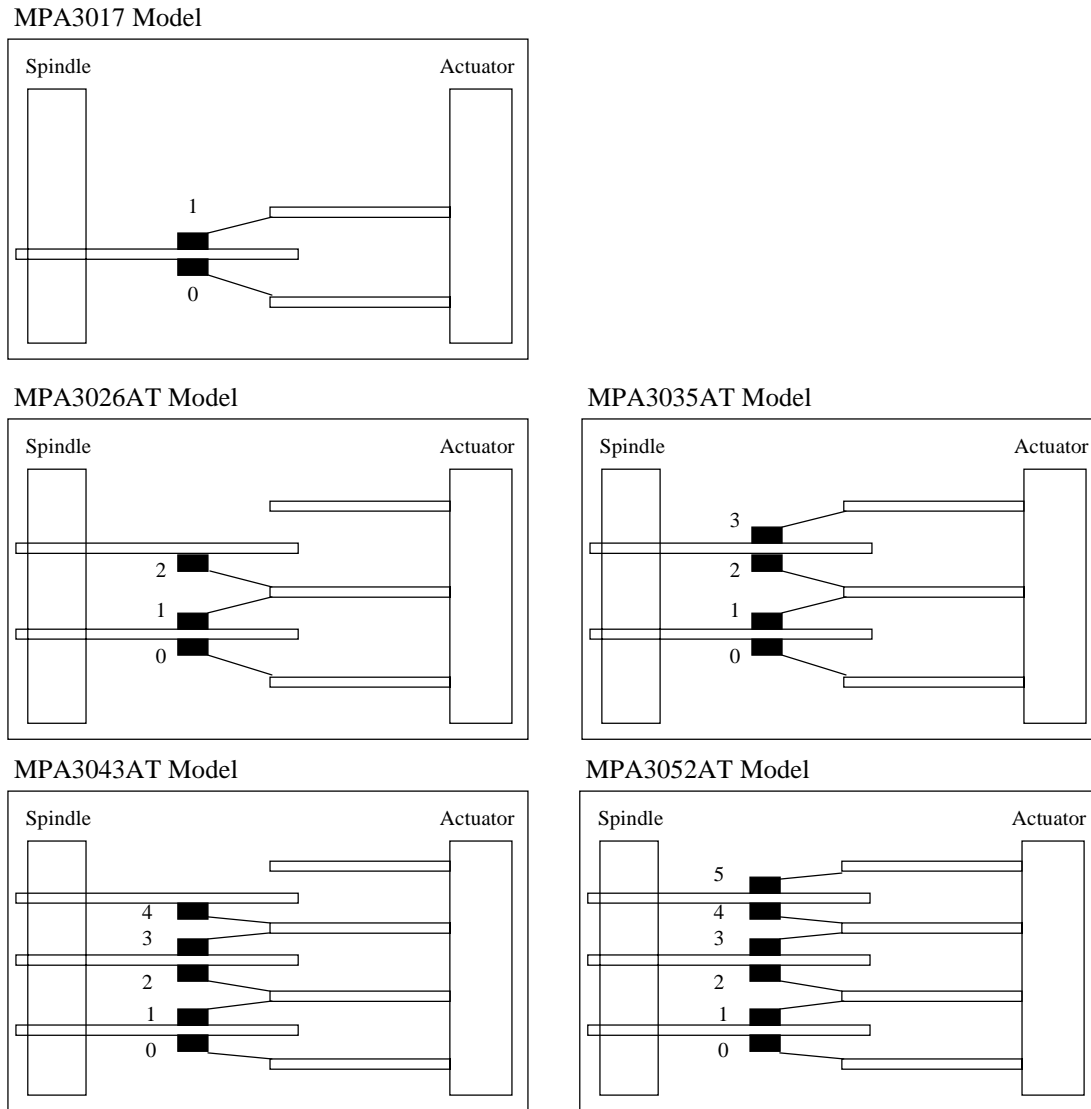 MPA3017 Model
Spindle Actuator
1
0
MPA3026AT Model
Spindle Actuator
2
1
0
MPA3035AT Model
Spindle Actuator
3
2
1
0
MPA3043AT Model
Spindle Actuator
4
3
2
1
0
MPA3052AT Model
Spindle Actuator
5
4
3
2
1
0